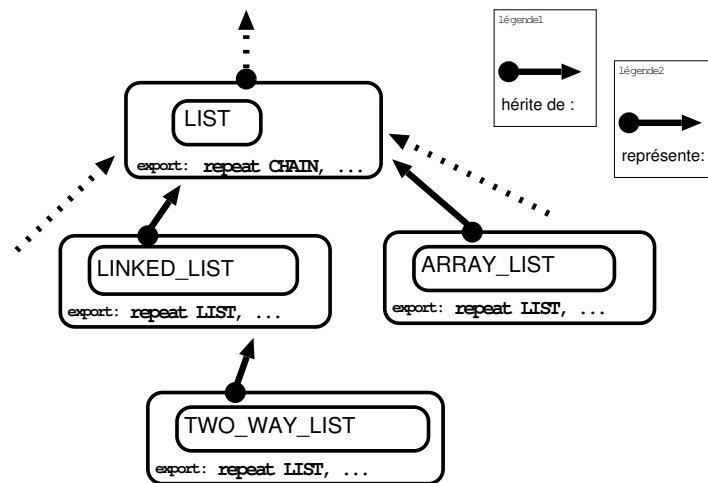 légende1
hérite de :
légende2
représente:
LIST
export: repeat CHAIN, ...
LINKED_LIST
export: repeat LIST, ...
ARRAY_LIST
export: repeat LIST, ...
TWO_WAY_LIST
export: repeat LIST, ...